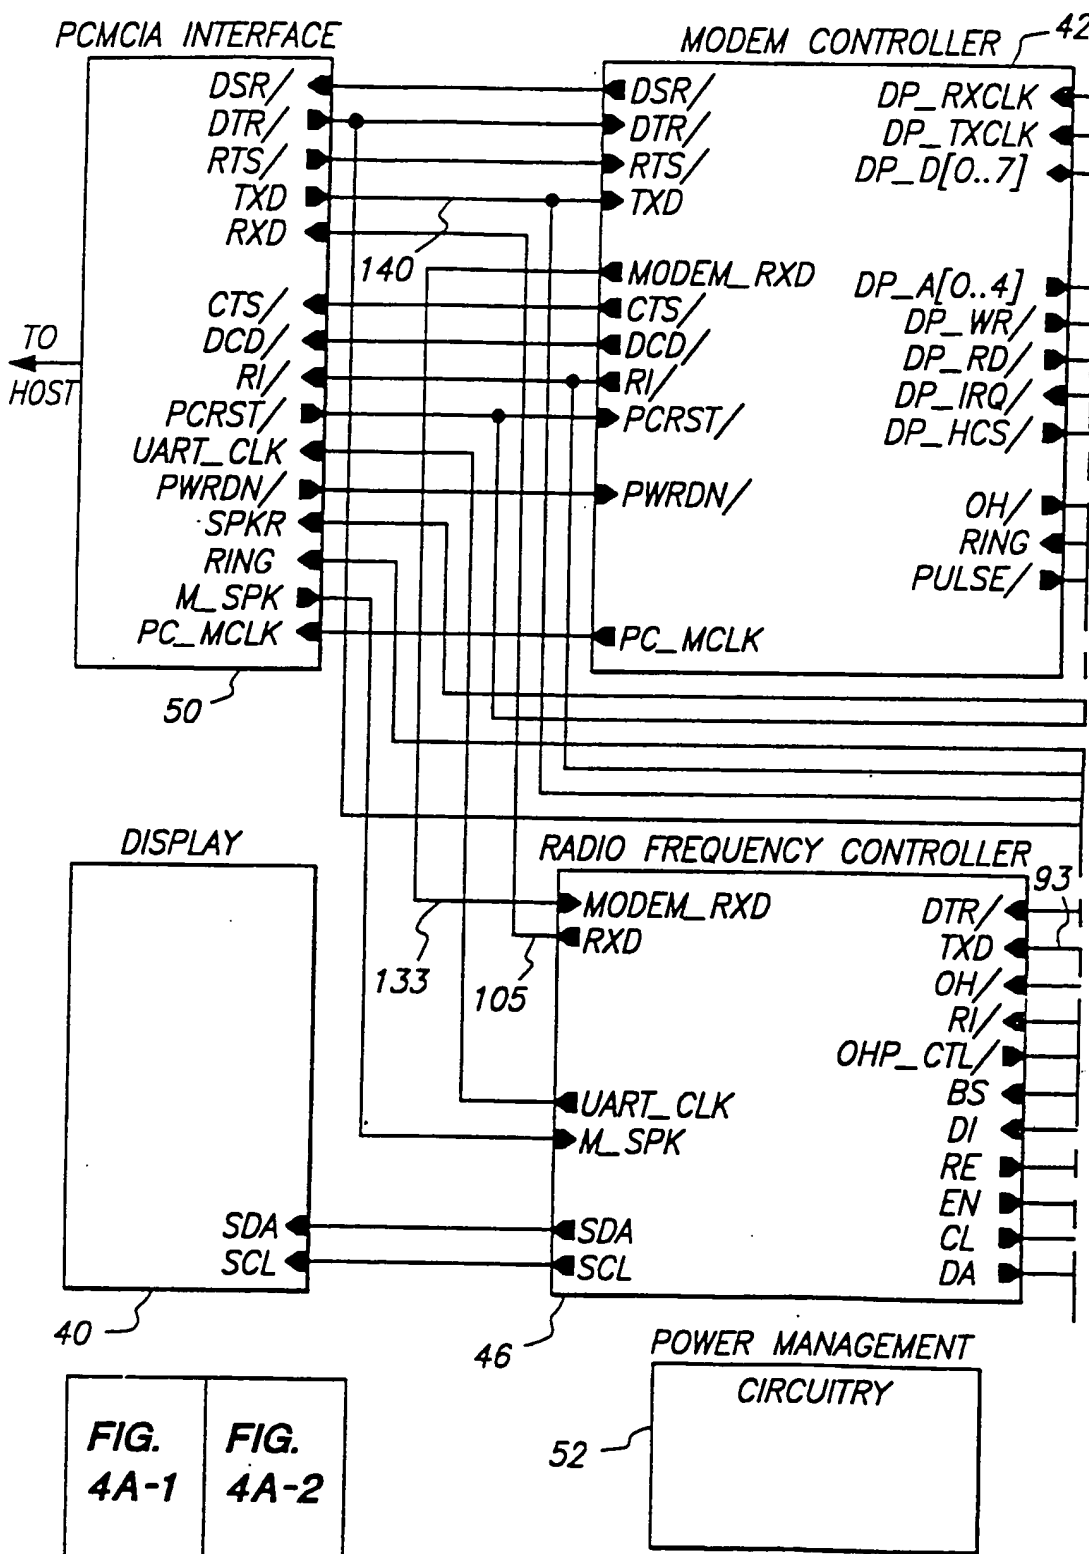 PCMCIA INTERFACE
DSR/
DTR/
RTS/
TXD
RXD
CTS/
DCD/
RI/
PCRST/
UART_CLK
PWRDN/
SPKR
RING
M_SPK
PC_MCLK
TO
HOST
50
140
MODEM CONTROLLER
42
DSR/
DTR/
RTS/
TXD
MODEM_RXD
CTS/
DCD/
RI/
PCRST/
PWRDN/
PC_MCLK
DP_RXCLK
DP_TXCLK
DP_D[0..7]
DP_A[0..4]
DP_WR/
DP_RD/
DP_IRQ/
DP_HCS/
OH/
RING
PULSE/
DISPLAY
SDA
SCL
40
133
105
RADIO FREQUENCY CONTROLLER
93
MODEM_RXD
RXD
UART_CLK
M_SPK
SDA
SCL
DTR/
TXD
OH/
RI/
OHP_CTL/
BS
DI
RE
EN
CL
DA
46
POWER MANAGEMENT
CIRCUITRY
52
FIG.
4A-1
FIG.
4A-2